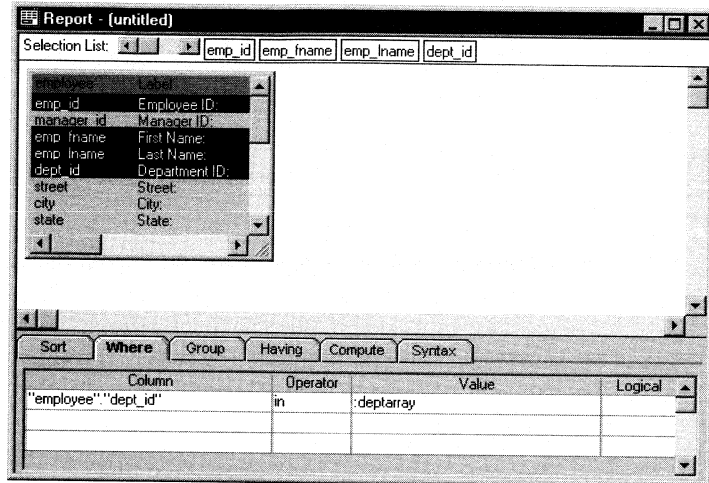 Report - (untitled)
Selection List: emp_id emp_fname emp_lname dept_id
employee Label
emp_id Employee ID:
manager_id Manager ID:
emp_fname First Name:
emp_lname Last Name:
dept_id Department ID:
street Street:
city City:
state State:
Sort Where Group Having Compute Syntax
Column Operator Value Logical
"employee"."dept_id" in :deptarray